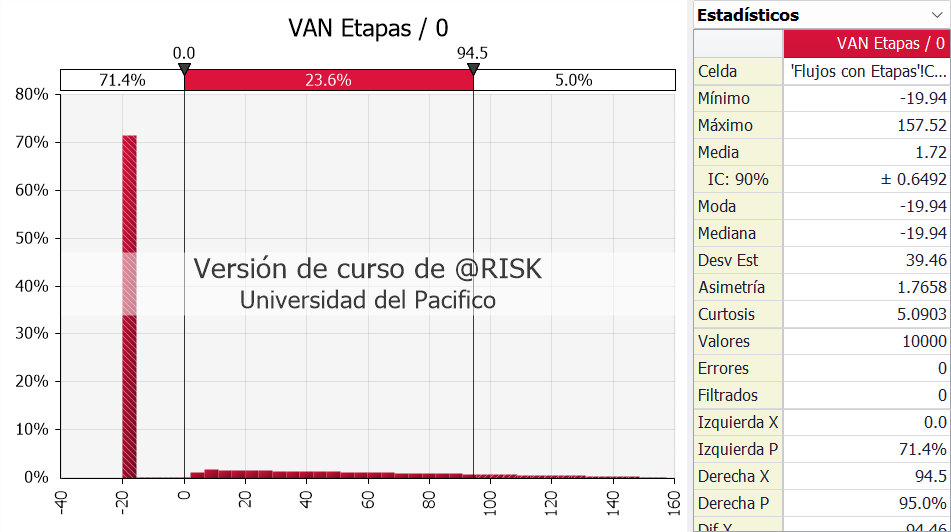 VAN Etapas / 0
0.0 94.5
71.4% 23.6% 5.0%
80%
70%
60%
50%
40%
30%
20%
10%
0%
-40 -20 0 20 40 60 80 100 120 140 160
Versión de curso de @RISK
Universidad del Pacifico
Estadísticos
VAN Etapas / 0
Celda 'Flujos con Etapas'!C...
Mínimo -19.94
Máximo 157.52
Media 1.72
IC: 90% ± 0.6492
Moda -19.94
Mediana -19.94
Desv Est 39.46
Asimetría 1.7658
Curtosis 5.0903
Valores 10000
Errores 0
Filtrados 0
Izquierda X 0.0
Izquierda P 71.4%
Derecha X 94.5
Derecha P 95.0%
Dif X 94.46